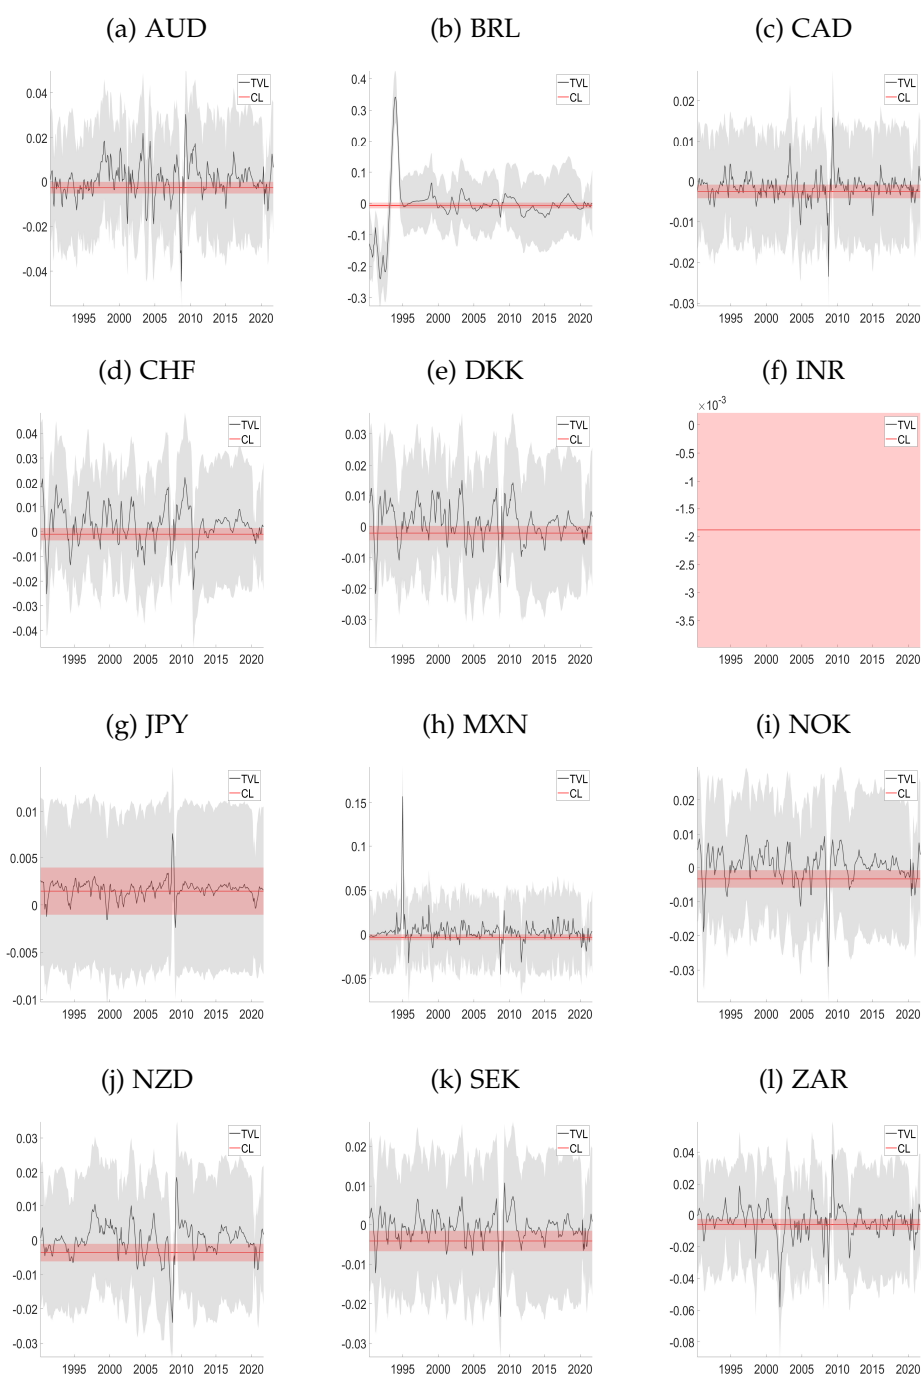 (a) AUD (b) BRL (c) CAD
TVL
CL
0.04
0.02
0
-0.02
-0.04
1995 2000 2005 2010 2015 2020
TVL
CL
0.4
0.3
0.2
0.1
0
-0.1
-0.2
-0.3
1995 2000 2005 2010 2015 2020
TVL
CL
0.02
0.01
0
-0.01
-0.02
-0.03
1995 2000 2005 2010 2015 2020
(d) CHF (e) DKK (f) INR
TVL
CL
0.04
0.03
0.02
0.01
0
-0.01
-0.02
-0.03
-0.04
1995 2000 2005 2010 2015 2020
TVL
CL
0.03
0.02
0.01
0
-0.01
-0.02
-0.03
1995 2000 2005 2010 2015 2020
×10-3
TVL
CL
0
-0.5
-1
-1.5
-2
-2.5
-3
-3.5
1995 2000 2005 2010 2015 2020
(g) JPY (h) MXN (i) NOK
TVL
CL
0.01
0.005
0
-0.005
-0.01
1995 2000 2005 2010 2015 2020
TVL
CL
0.15
0.1
0.05
0
-0.05
1995 2000 2005 2010 2015 2020
TVL
CL
0.02
0.01
0
-0.01
-0.02
-0.03
1995 2000 2005 2010 2015 2020
(j) NZD (k) SEK (l) ZAR
TVL
CL
0.03
0.02
0.01
0
-0.01
-0.02
-0.03
1995 2000 2005 2010 2015 2020
TVL
CL
0.02
0.01
0
-0.01
-0.02
-0.03
1995 2000 2005 2010 2015 2020
TVL
CL
0.04
0.02
0
-0.02
-0.04
-0.06
-0.08
1995 2000 2005 2010 2015 2020